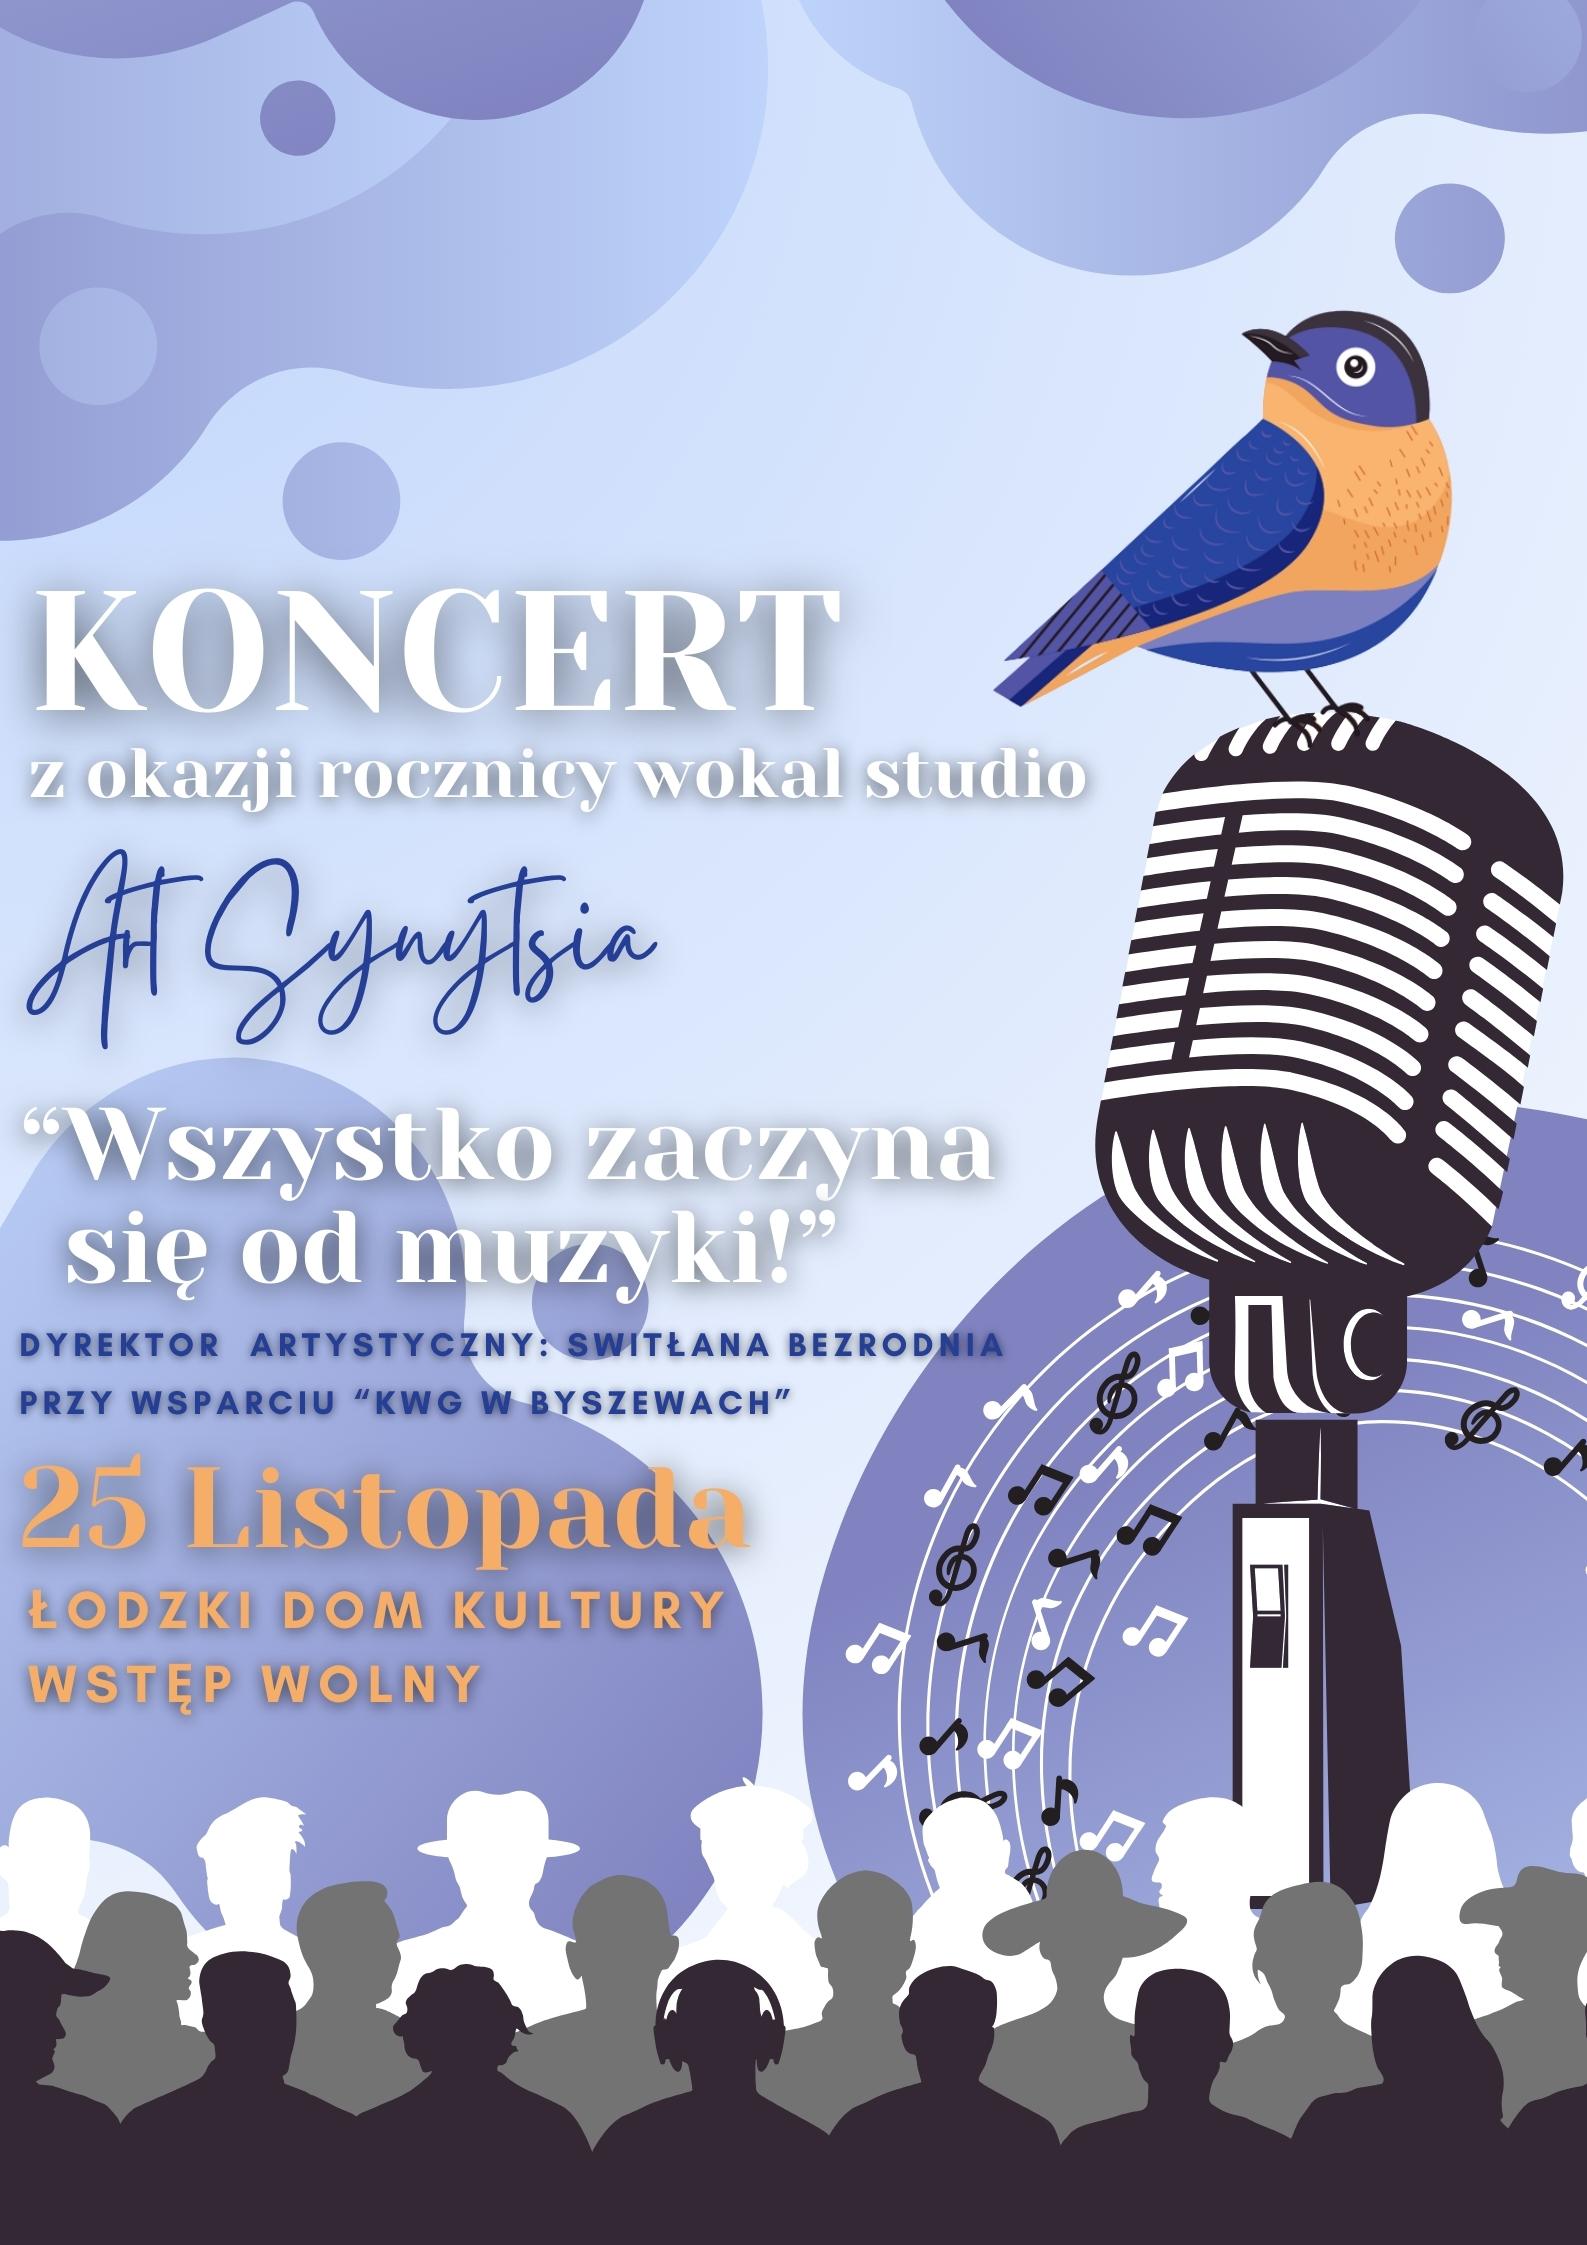 KONCERT
z okazji rocznicy wokal studio
Art Synytsia
“Wszystko zaczyna
się od muzyki!”
DYREKTOR ARTYSTYCZNY: SWITŁANA BEZRODNIA
PRZY WSPARCIU “KWG W BYSZEWACH”
25 Listopada
ŁODZKI DOM KULTURY
WSTĘP WOLNY